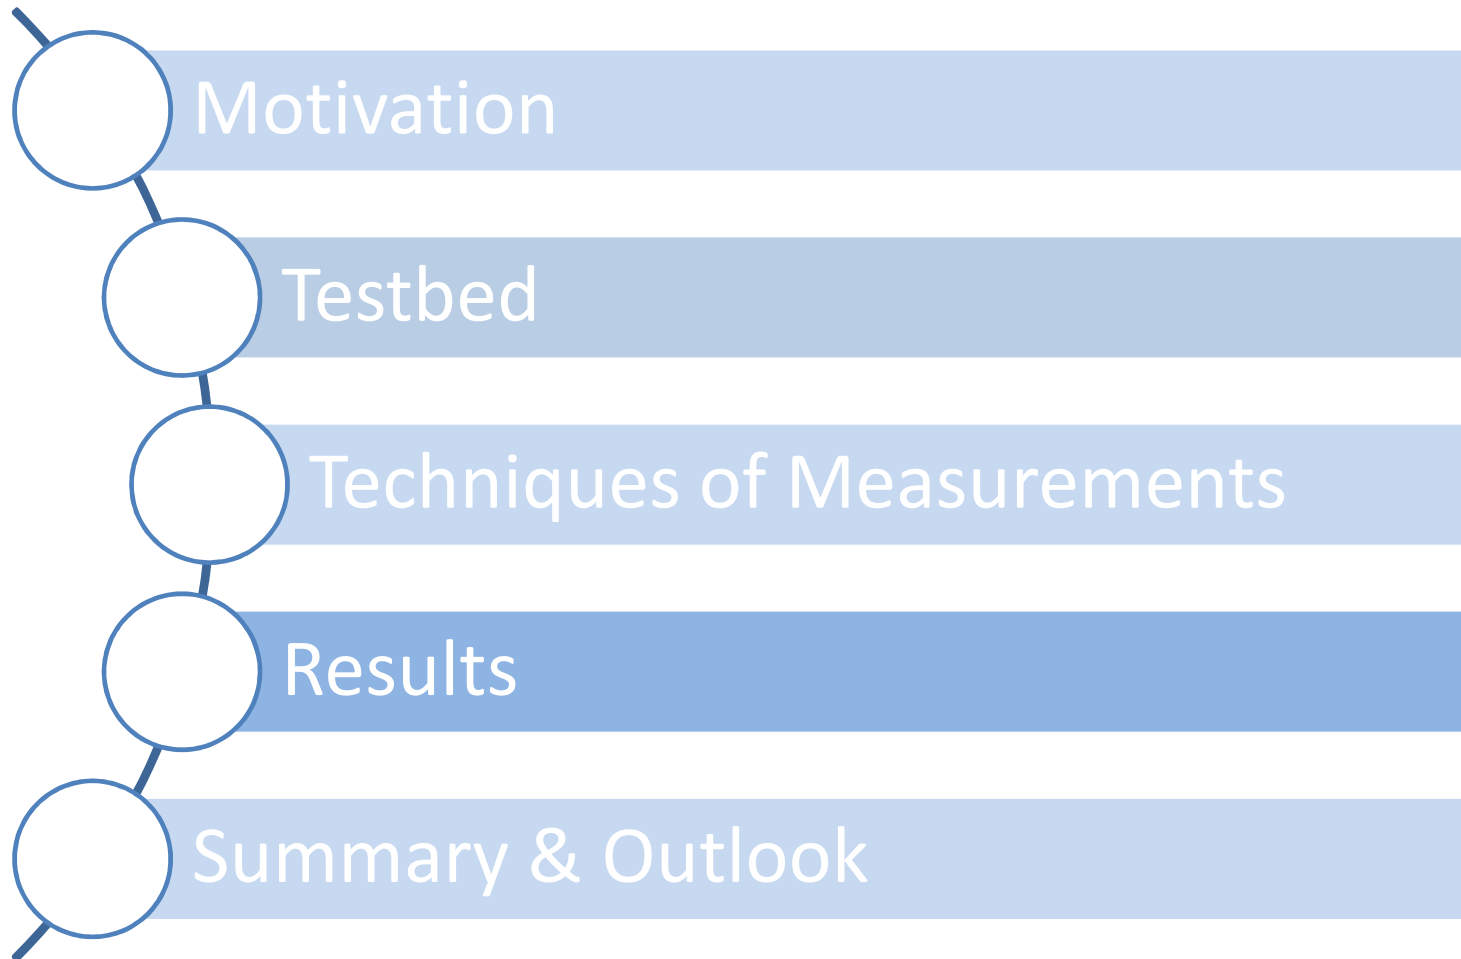 Motivation
Testbed
Techniques of Measurements
Results
Summary & Outlook